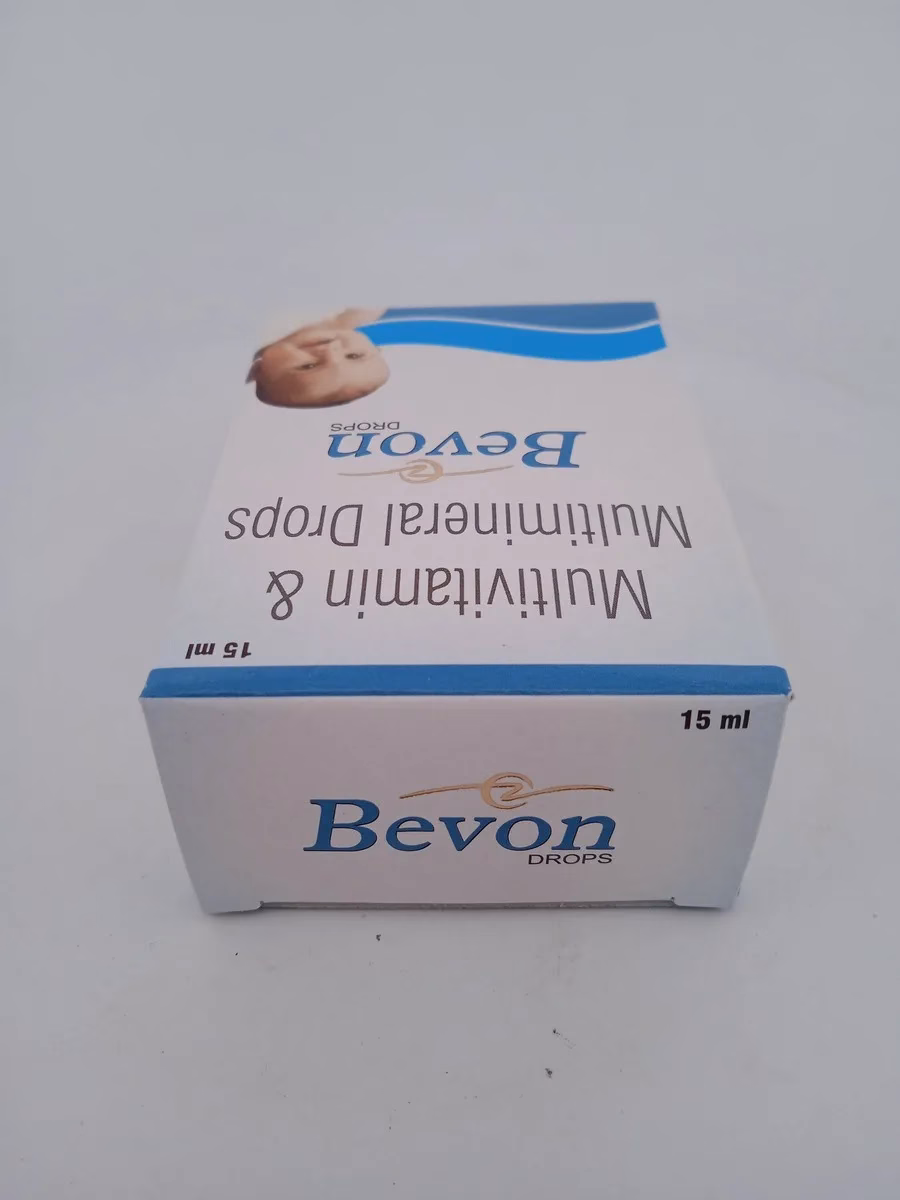 15 ml
Multivitamin &
Multimineral Drops
Bevon
DROPS
15 ml
Bevon
DROPS